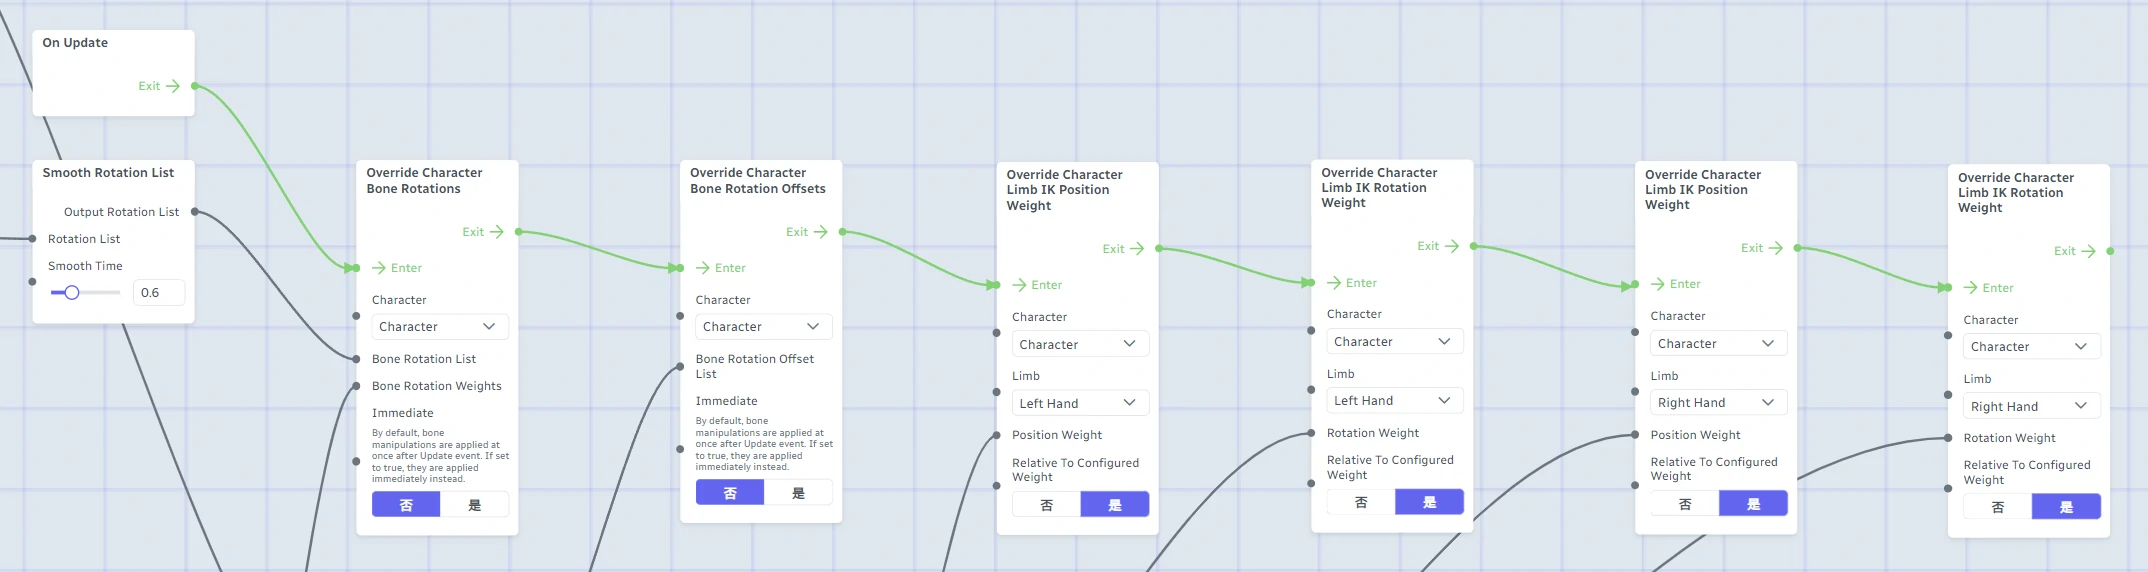 On Update
Exit
Smooth Rotation List
Output Rotation List
Rotation List
Smooth Time
0.6
Override Character
Bone Rotations
Exit
Enter
Character
Character
Bone Rotation List
Bone Rotation Weights
Immediate
By default, bone
manipulations are applied at
once after Update event. If set
to true, they are applied
immediately instead.
否 是
Override Character
Bone Rotation Offsets
Exit
Enter
Character
Character
Bone Rotation Offset
List
Immediate
By default, bone
manipulations are applied at
once after Update event. If set
to true, they are applied
immediately instead.
否 是
Override Character
Limb IK Position
Weight
Exit
Enter
Character
Character
Limb
Left Hand
Position Weight
Relative To Configured
Weight
否 是
Override Character
Limb IK Rotation
Weight
Exit
Enter
Character
Character
Limb
Left Hand
Rotation Weight
Relative To Configured
Weight
否 是
Override Character
Limb IK Position
Weight
Exit
Enter
Character
Character
Limb
Right Hand
Position Weight
Relative To Configured
Weight
否 是
Override Character
Limb IK Rotation
Weight
Exit
Enter
Character
Character
Limb
Right Hand
Rotation Weight
Relative To Configured
Weight
否 是